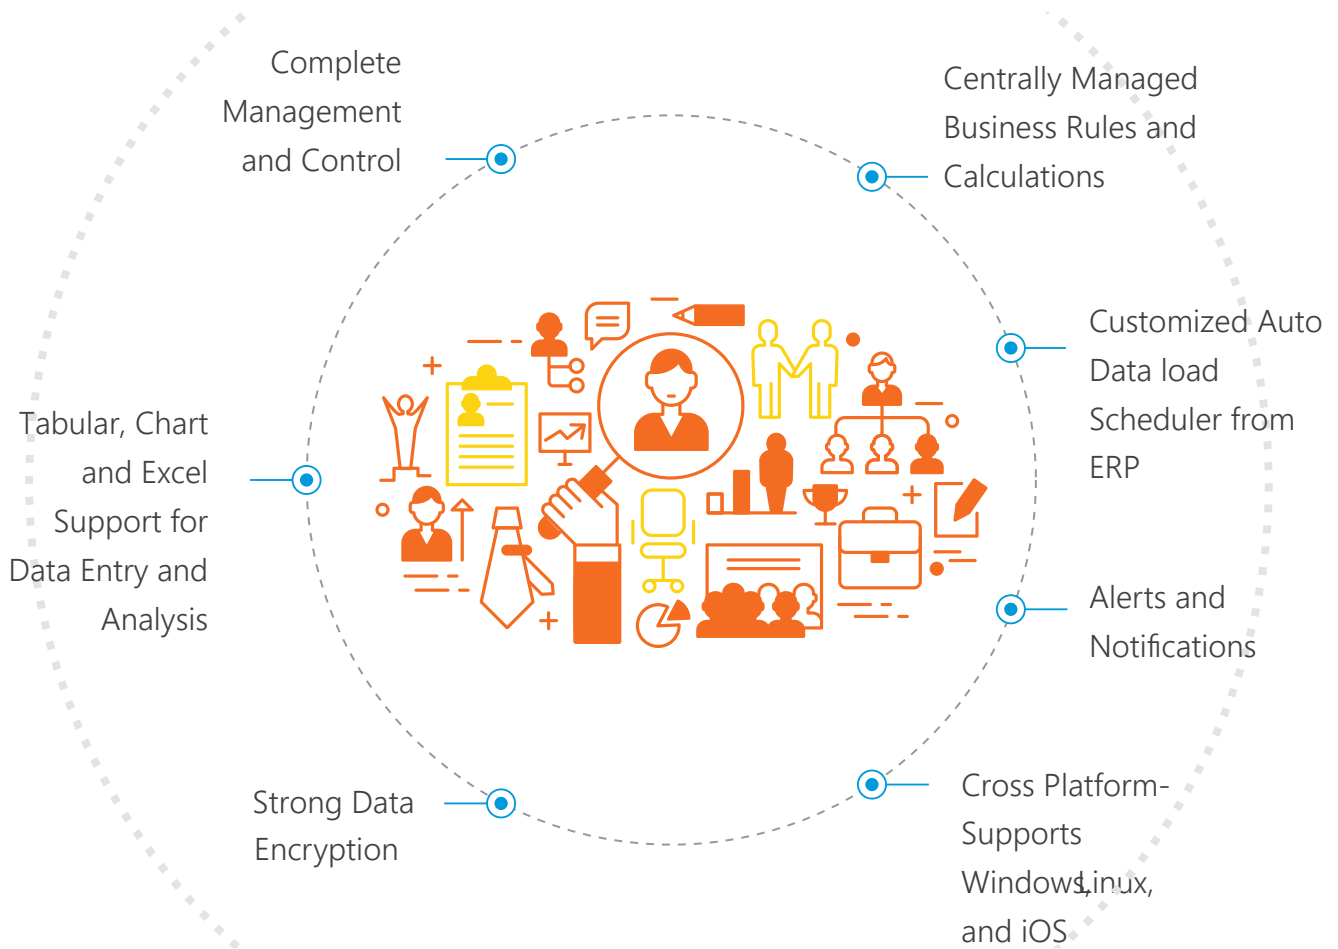 Complete
Management
and Control
Centrally Managed
Business Rules and
Calculations
Customized Auto
Data load
Scheduler from
ERP
Tabular, Chart
and Excel
Support for
Data Entry and
Analysis
Alerts and
Notifications
Strong Data
Encryption
Cross Platform-
Supports
Windows,Linux,
and iOS